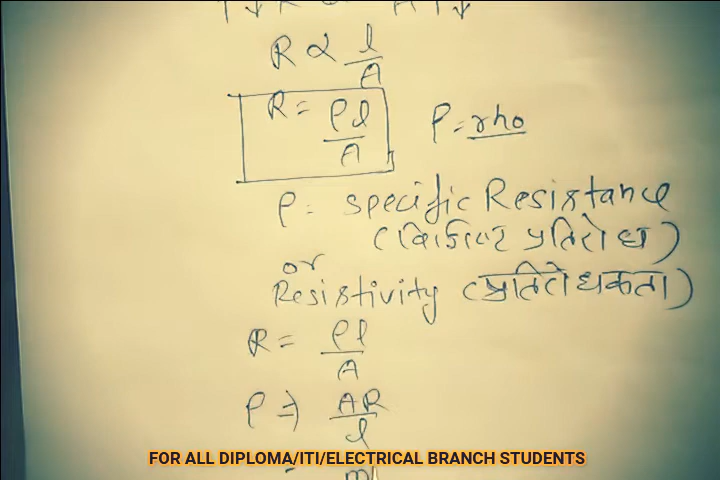 R ∝ l/A
R = ρl/A
ρ = rho
ρ = specific Resistance
(विशिष्ट प्रतिरोध)
or
Resistivity (प्रतिरोधकता)
R = ρl/A
ρ ⇒ AR/l
= m
FOR ALL DIPLOMA/ITI/ELECTRICAL BRANCH STUDENTS